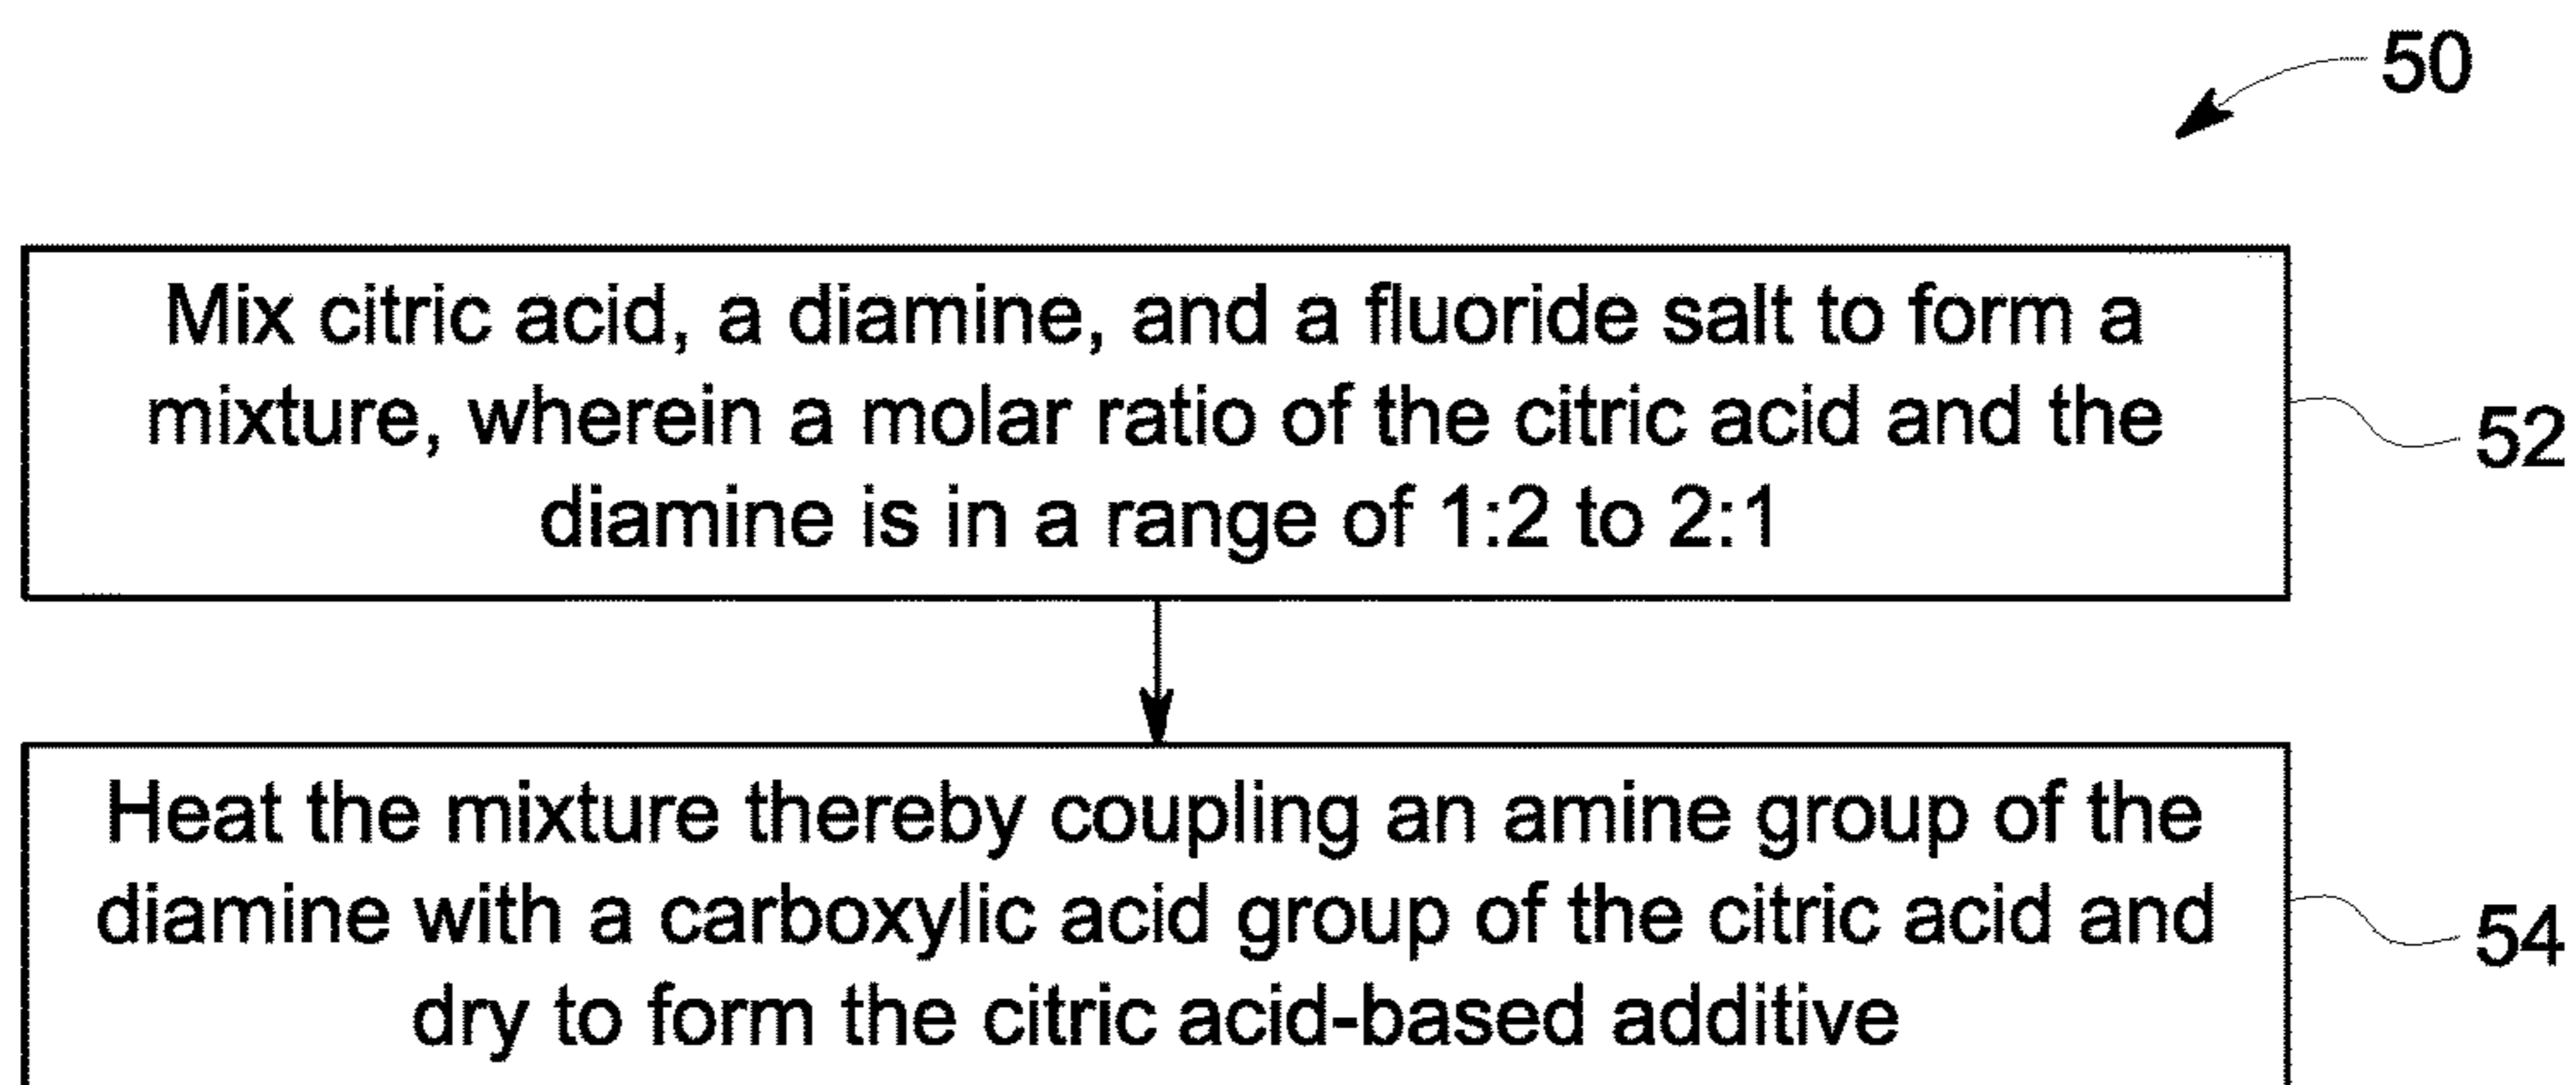 50
Mix citric acid, a diamine, and a fluoride salt to form a
mixture, wherein a molar ratio of the citric acid and the
diamine is in a range of 1:2 to 2:1
52
Heat the mixture thereby coupling an amine group of the
diamine with a carboxylic acid group of the citric acid and
dry to form the citric acid-based additive
54